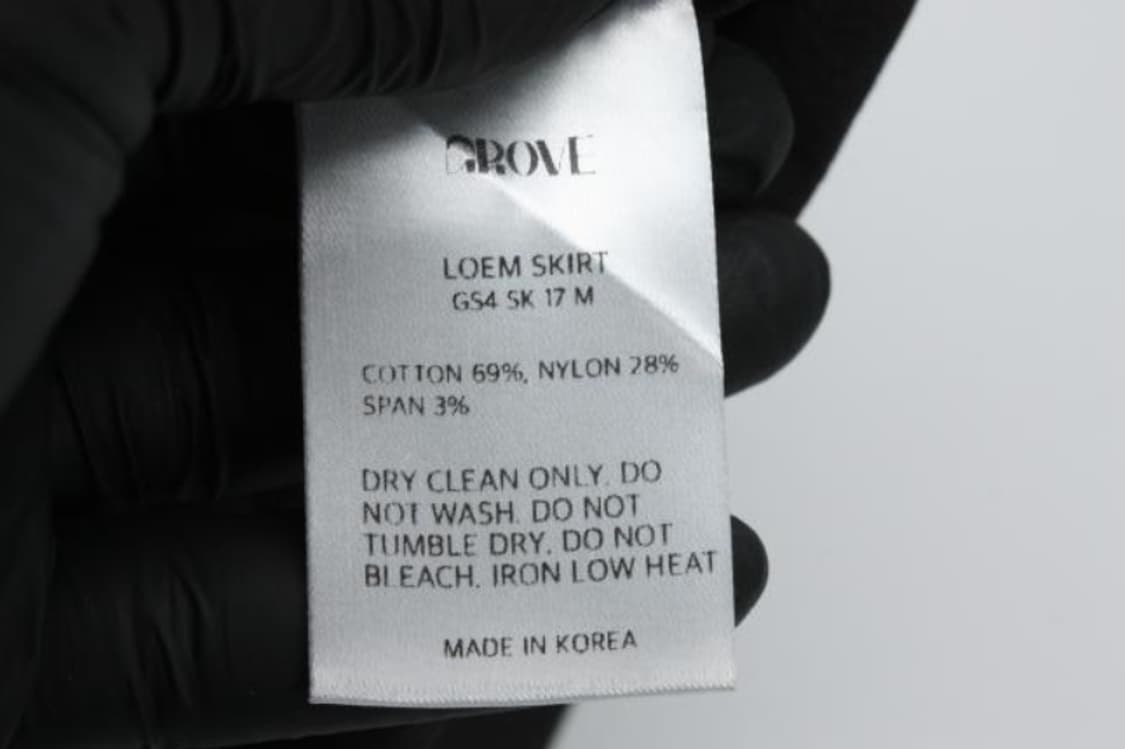 GROVE
LOEM SKIRT
GS4 SK 17 M
COTTON 69%, NYLON 28%
SPAN 3%
DRY CLEAN ONLY. DO
NOT WASH. DO NOT
TUMBLE DRY. DO NOT
BLEACH. IRON LOW HEAT
MADE IN KOREA